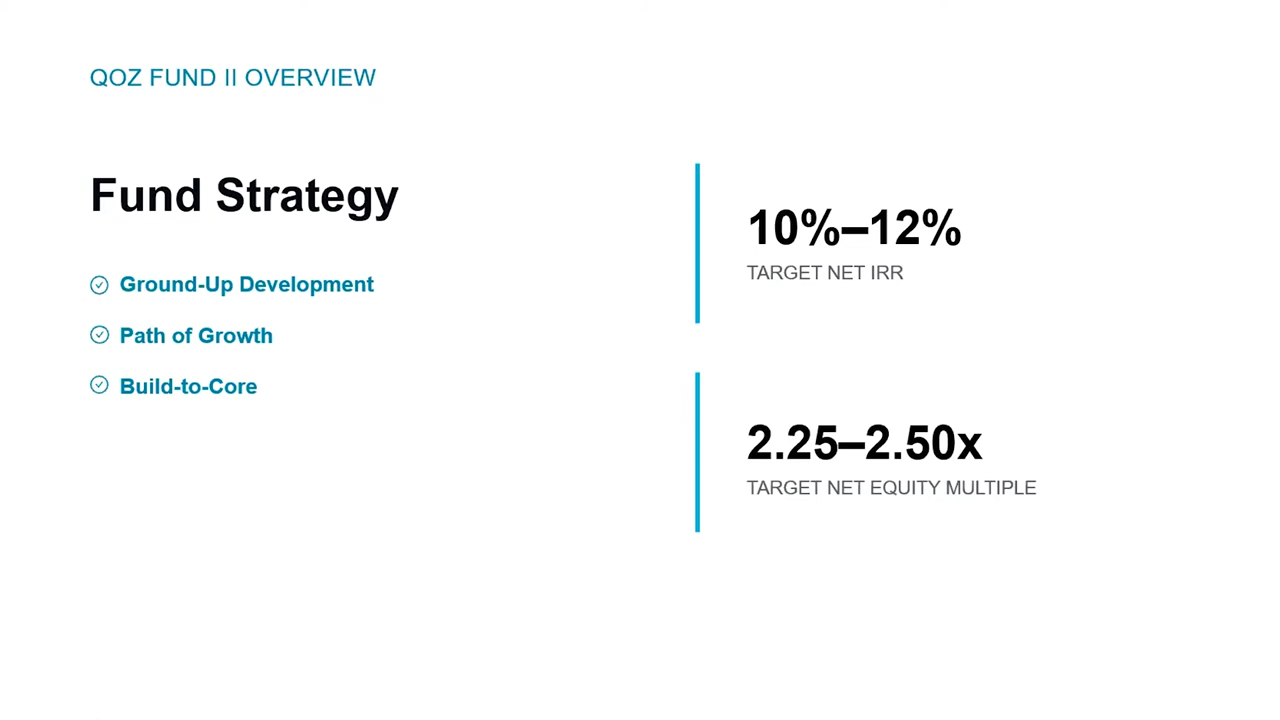 QOZ FUND II OVERVIEW
Fund Strategy
Ground-Up Development
Path of Growth
Build-to-Core
10%–12%
TARGET NET IRR
2.25–2.50x
TARGET NET EQUITY MULTIPLE